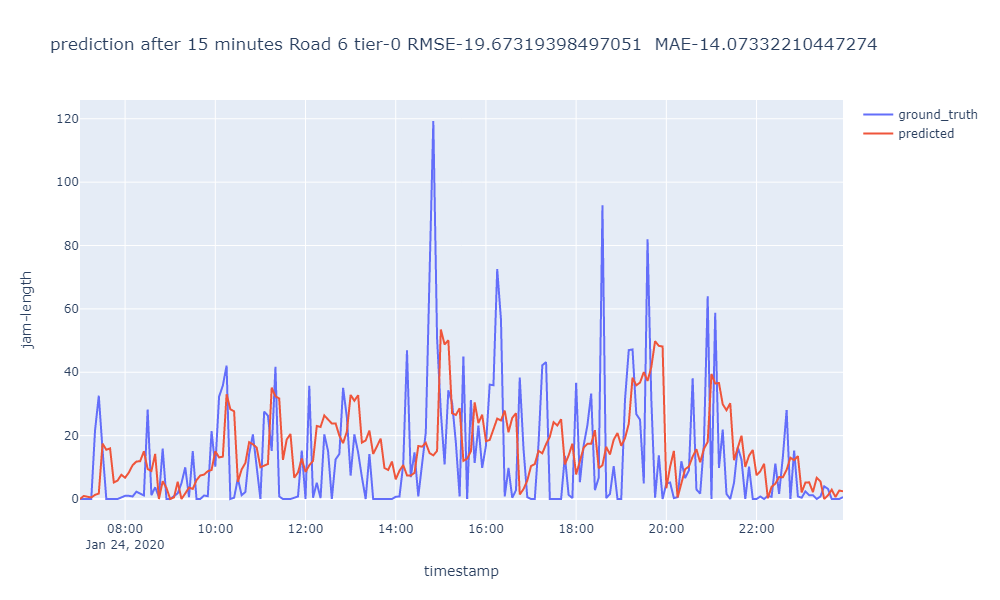 prediction after 15 minutes Road 6 tier-0 RMSE-19.67319398497051  MAE-14.07332210447274
ground_truth
predicted
120
100
80
60
40
20
0
jam-length
08:00 10:00 12:00 14:00 16:00 18:00 20:00 22:00
Jan 24, 2020
timestamp